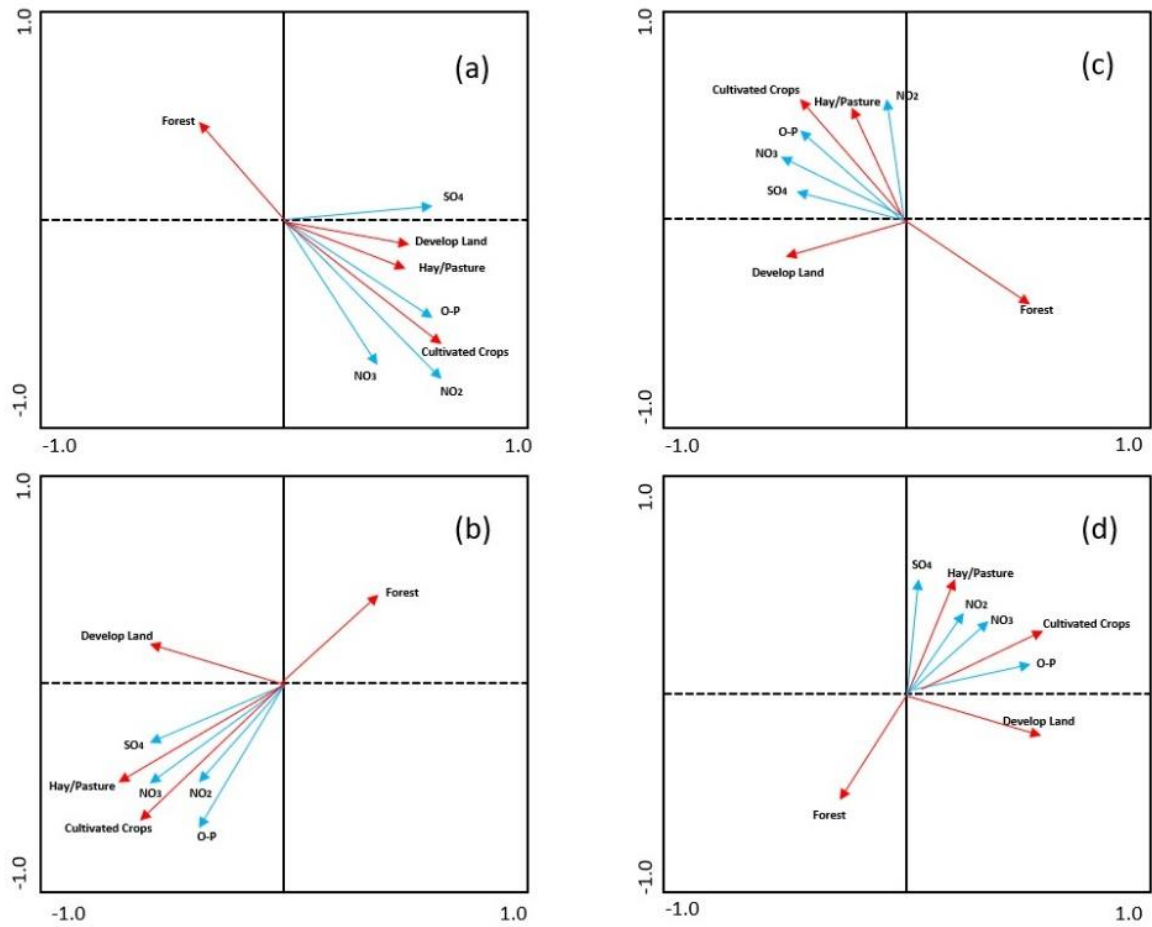 1.0
(a)
Forest
SO4
Develop Land
Hay/Pasture
O-P
Cultivated Crops
NO3
NO2
-1.0
-1.0
1.0
1.0
(c)
Cultivated Crops
Hay/Pasture
NO2
O-P
NO3
SO4
Develop Land
Forest
-1.0
-1.0
1.0
1.0
(b)
Forest
Develop Land
SO4
Hay/Pasture
NO3
NO2
Cultivated Crops
O-P
-1.0
-1.0
1.0
1.0
(d)
SO4
Hay/Pasture
NO2
NO3
Cultivated Crops
O-P
Develop Land
Forest
-1.0
-1.0
1.0